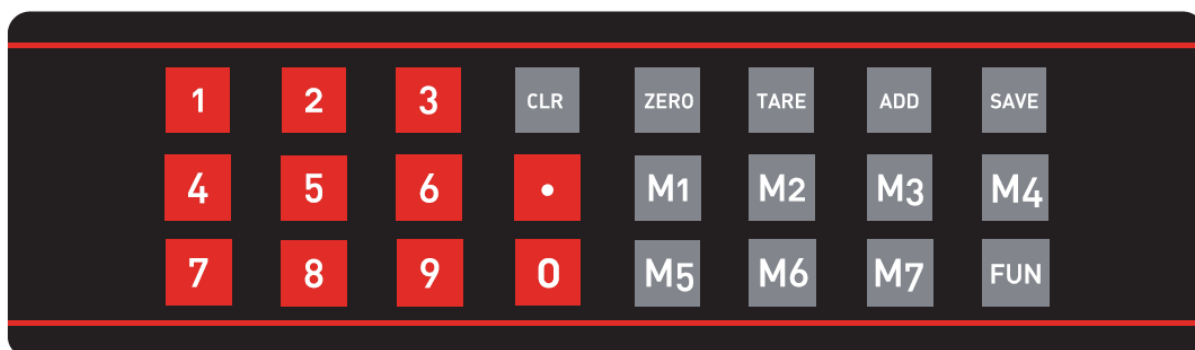 1 2 3 CLR ZERO TARE ADD SAVE
4 5 6 • M1 M2 M3 M4
7 8 9 0 M5 M6 M7 FUN